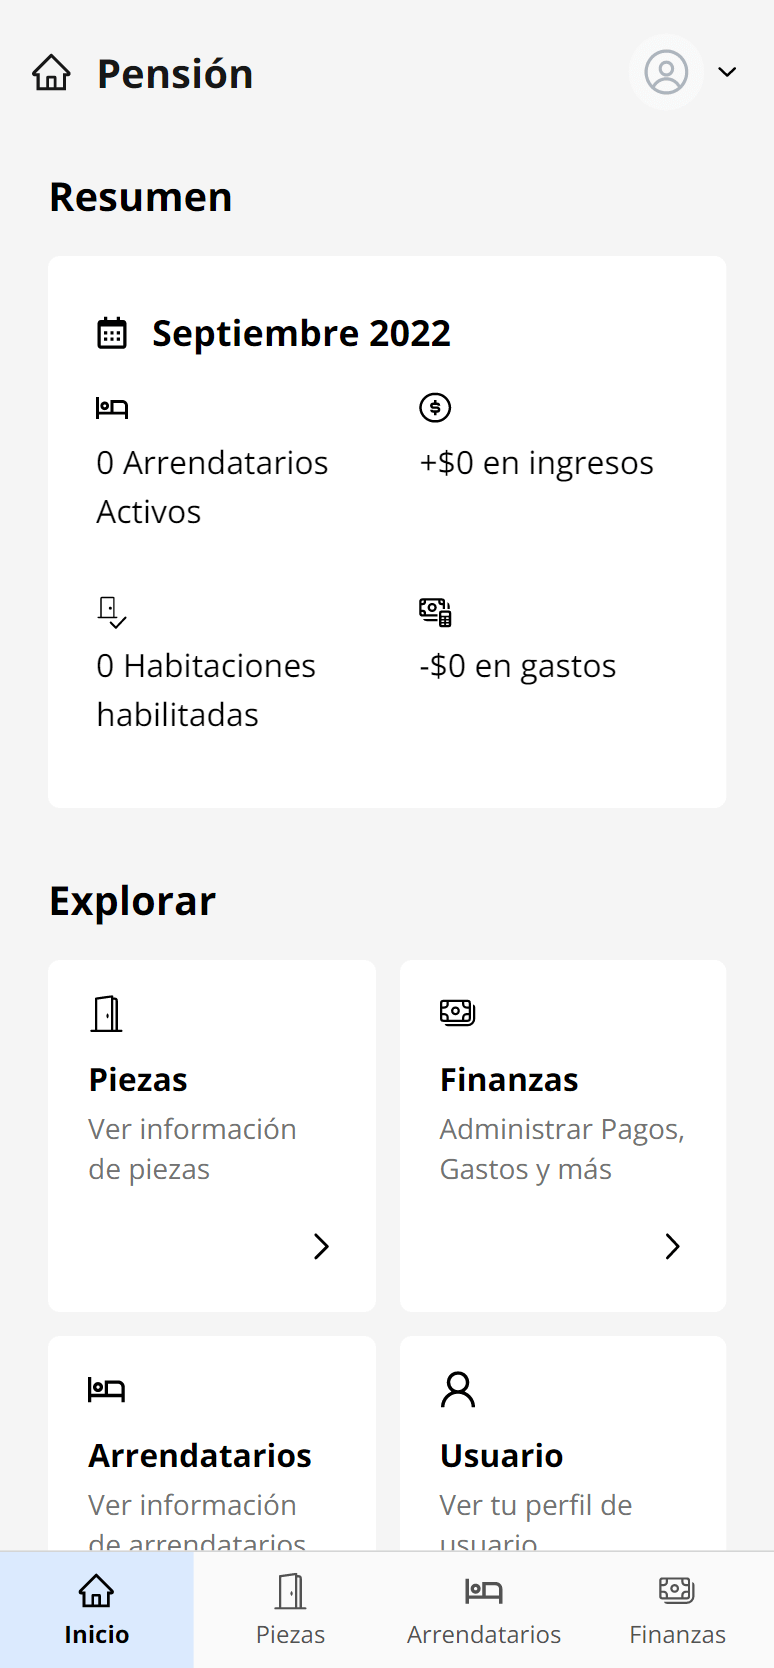 Pensión
Resumen
Septiembre 2022
0 Arrendatarios
Activos
+$0 en ingresos
0 Habitaciones
habilitadas
-$0 en gastos
Explorar
Piezas
Ver información
de piezas
Finanzas
Administrar Pagos,
Gastos y más
Arrendatarios
Ver información
de arrendatarios
Usuario
Ver tu perfil de
usuario
Inicio
Piezas
Arrendatarios
Finanzas